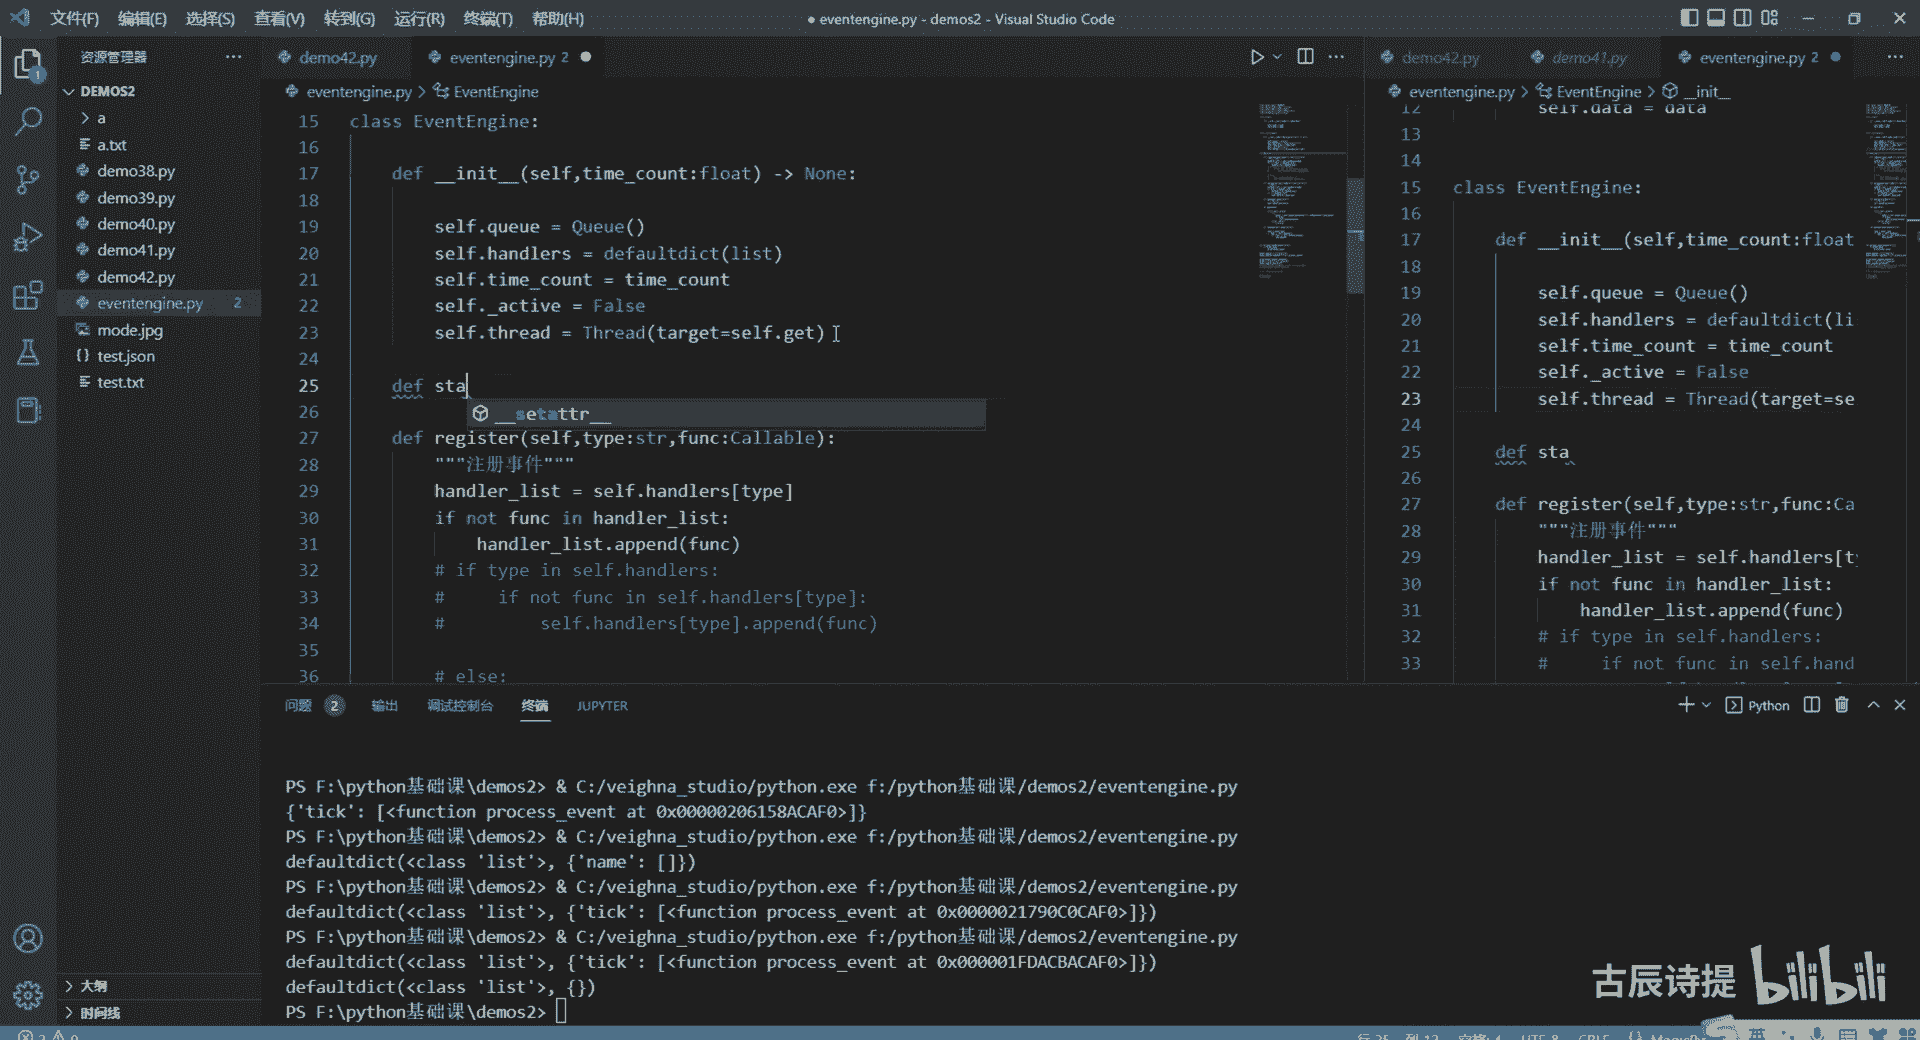 文件(F) 编辑(E) 选择(S) 查看(V) 转到(G) 运行(R) 终端(T) 帮助(H)
● eventengine.py - demos2 - Visual Studio Code
资源管理器 ···
DEMOS2
a
a.txt
demo38.py
demo39.py
demo40.py
demo41.py
demo42.py
eventengine.py 2
mode.jpg
{} test.json
test.txt
大纲
时间线
1
demo42.py eventengine.py 2 ●
eventengine.py > EventEngine
15 class EventEngine:
16
17 def __init__(self,time_count:float) -> None:
18
19 self.queue = Queue()
20 self.handlers = defaultdict(list)
21 self.time_count = time_count
22 self._active = False
23 self.thread = Thread(target=self.get)
24
25 def sta
__setattr__
26
27 def register(self,type:str,func:Callable):
28 """注册事件"""
29 handler_list = self.handlers[type]
30 if not func in handler_list:
31 handler_list.append(func)
32 # if type in self.handlers:
33 # if not func in self.handlers[type]:
34 # self.handlers[type].append(func)
35
36 # else:
demo42.py demo41.py eventengine.py 2 ●
eventengine.py > EventEngine > __init__
12 self.data = data
13
14
15 class EventEngine:
16
17 def __init__(self,time_count:float
18
19 self.queue = Queue()
20 self.handlers = defaultdict(li
21 self.time_count = time_count
22 self._active = False
23 self.thread = Thread(target=se
24
25 def sta
26
27 def register(self,type:str,func:Ca
28 """注册事件"""
29 handler_list = self.handlers[t
30 if not func in handler_list:
31 handler_list.append(func)
32 # if type in self.handlers:
33 # if not func in self.hand
问题 2 输出 调试控制台 终端 JUPYTER
Python
PS F:\python基础课\demos2> & C:/veighna_studio/python.exe f:/python基础课/demos2/eventengine.py
{'tick': [<function process_event at 0x00000206158ACAF0>]}
PS F:\python基础课\demos2> & C:/veighna_studio/python.exe f:/python基础课/demos2/eventengine.py
defaultdict(<class 'list'>, {'name': []})
PS F:\python基础课\demos2> & C:/veighna_studio/python.exe f:/python基础课/demos2/eventengine.py
defaultdict(<class 'list'>, {'tick': [<function process_event at 0x0000021790C0CAF0>]})
PS F:\python基础课\demos2> & C:/veighna_studio/python.exe f:/python基础课/demos2/eventengine.py
defaultdict(<class 'list'>, {'tick': [<function process_event at 0x000001FDACBACAF0>]})
defaultdict(<class 'list'>, {})
PS F:\python基础课\demos2>
古辰诗提 bilibili